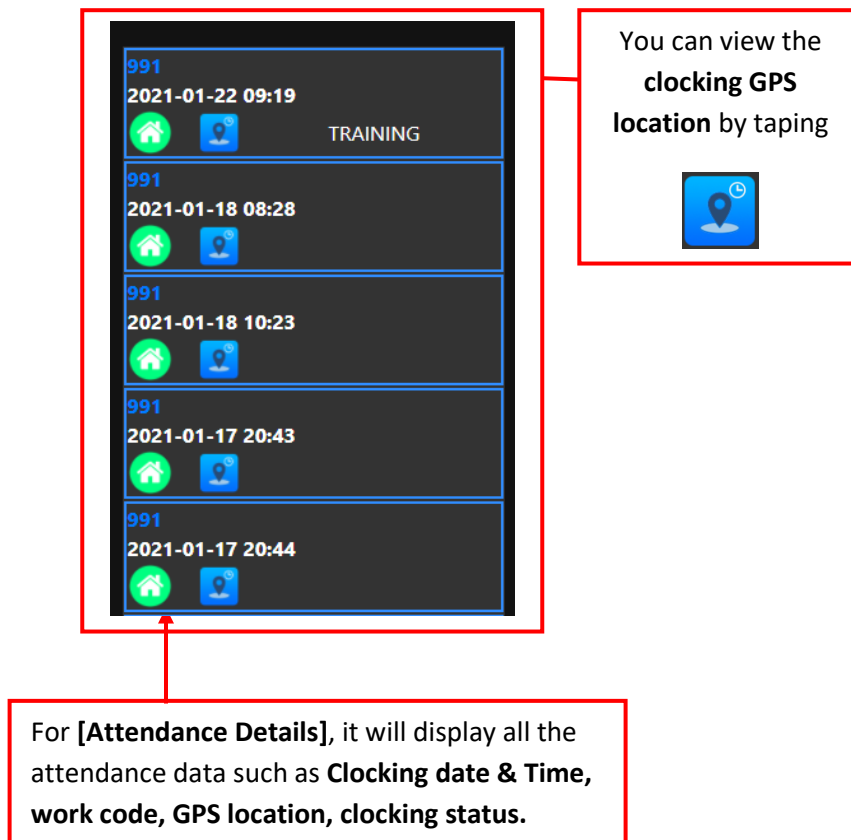 991
2021-01-22 09:19
TRAINING
991
2021-01-18 08:28
991
2021-01-18 10:23
991
2021-01-17 20:43
991
2021-01-17 20:44
You can view the
clocking GPS
location by taping
For [Attendance Details], it will display all the
attendance data such as Clocking date & Time,
work code, GPS location, clocking status.